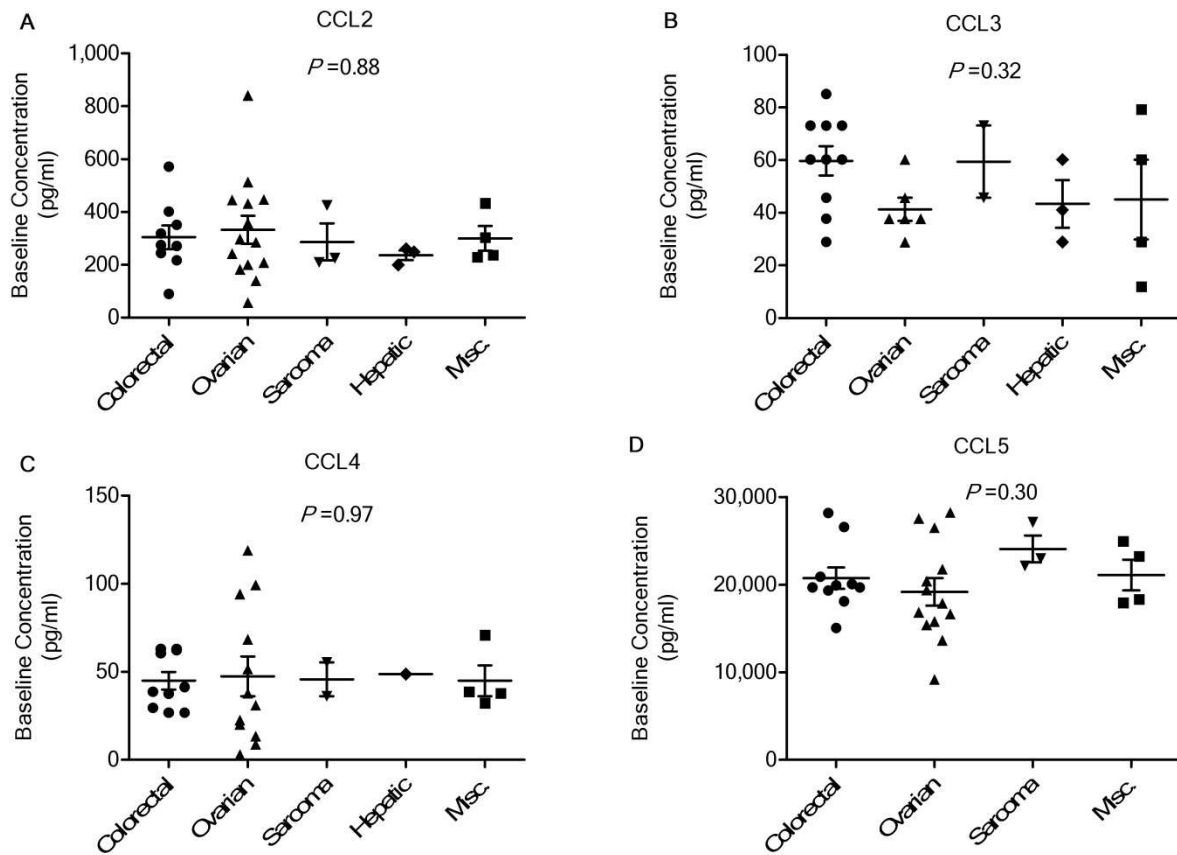 A
CCL2
P=0.88
1,000
800
600
400
200
0
Baseline Concentration
(pg/ml)
Colorectal
Ovarian
Sarcoma
Hepatic
Misc.
B
CCL3
P=0.32
100
80
60
40
20
0
Baseline Concentration
(pg/ml)
Colorectal
Ovarian
Sarcoma
Hepatic
Misc.
C
CCL4
P=0.97
150
100
50
0
Baseline Concentration
(pg/ml)
Colorectal
Ovarian
Sarcoma
Hepatic
Misc.
D
CCL5
P=0.30
30,000
20,000
10,000
0
Baseline Concentration
(pg/ml)
Colorectal
Ovarian
Sarcoma
Misc.